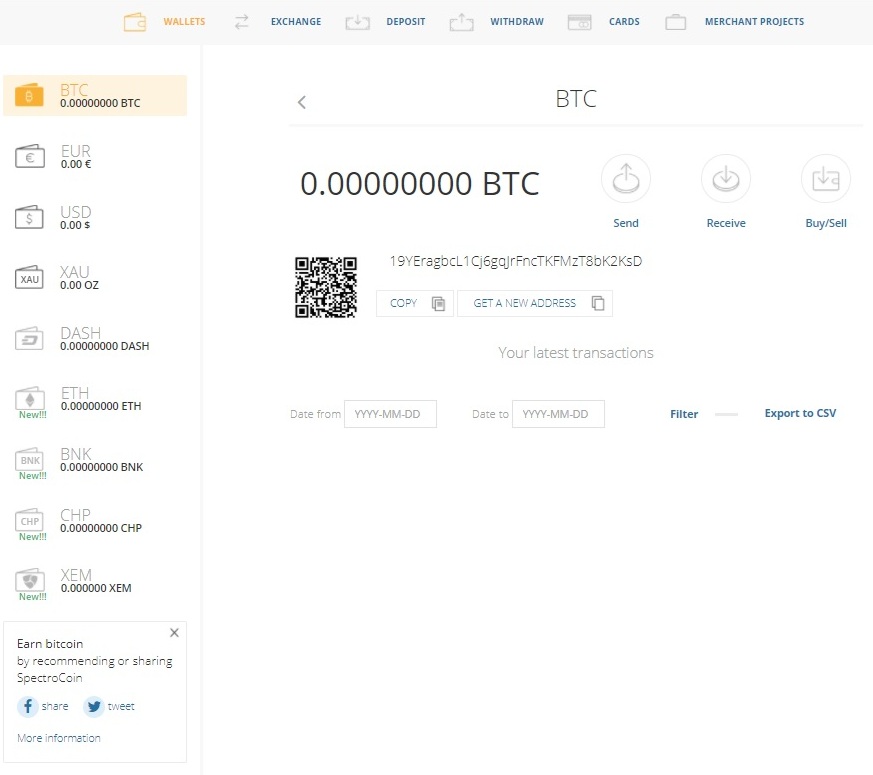 WALLETS EXCHANGE DEPOSIT WITHDRAW CARDS MERCHANT PROJECTS
BTC
0.00000000 BTC
EUR
€
0.00 €
USD
$
0.00 $
XAU
XAU
0.00 OZ
DASH
0.00000000 DASH
ETH
0.00000000 ETH
New!!!
BNK
BNK
0.00000000 BNK
New!!!
CHP
CHP
0.00000000 CHP
New!!!
XEM
0.000000 XEM
New!!!
Earn bitcoin
by recommending or sharing
SpectroCoin
share tweet
More information
BTC
0.00000000 BTC
Send Receive Buy/Sell
19YEragbcL1Cj6gqJrFncTKFMzT8bK2KsD
COPY GET A NEW ADDRESS
Your latest transactions
Date from YYYY-MM-DD Date to YYYY-MM-DD Filter Export to CSV